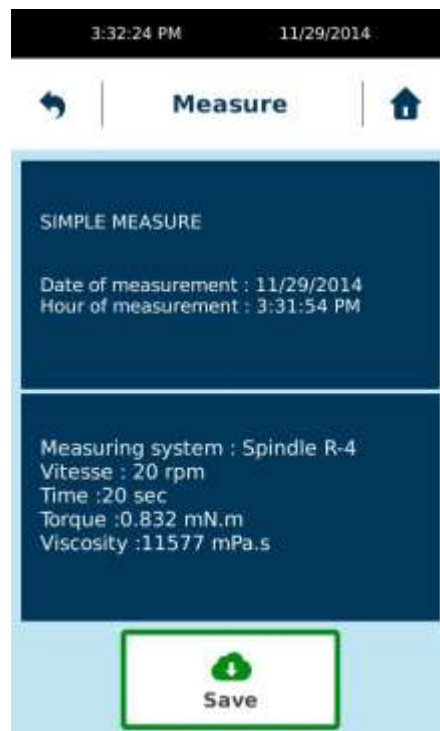 3:32:24 PM 11/29/2014
Measure
SIMPLE MEASURE
Date of measurement : 11/29/2014
Hour of measurement : 3:31:54 PM
Measuring system : Spindle R-4
Vitesse : 20 rpm
Time :20 sec
Torque :0.832 mN.m
Viscosity :11577 mPa.s
Save